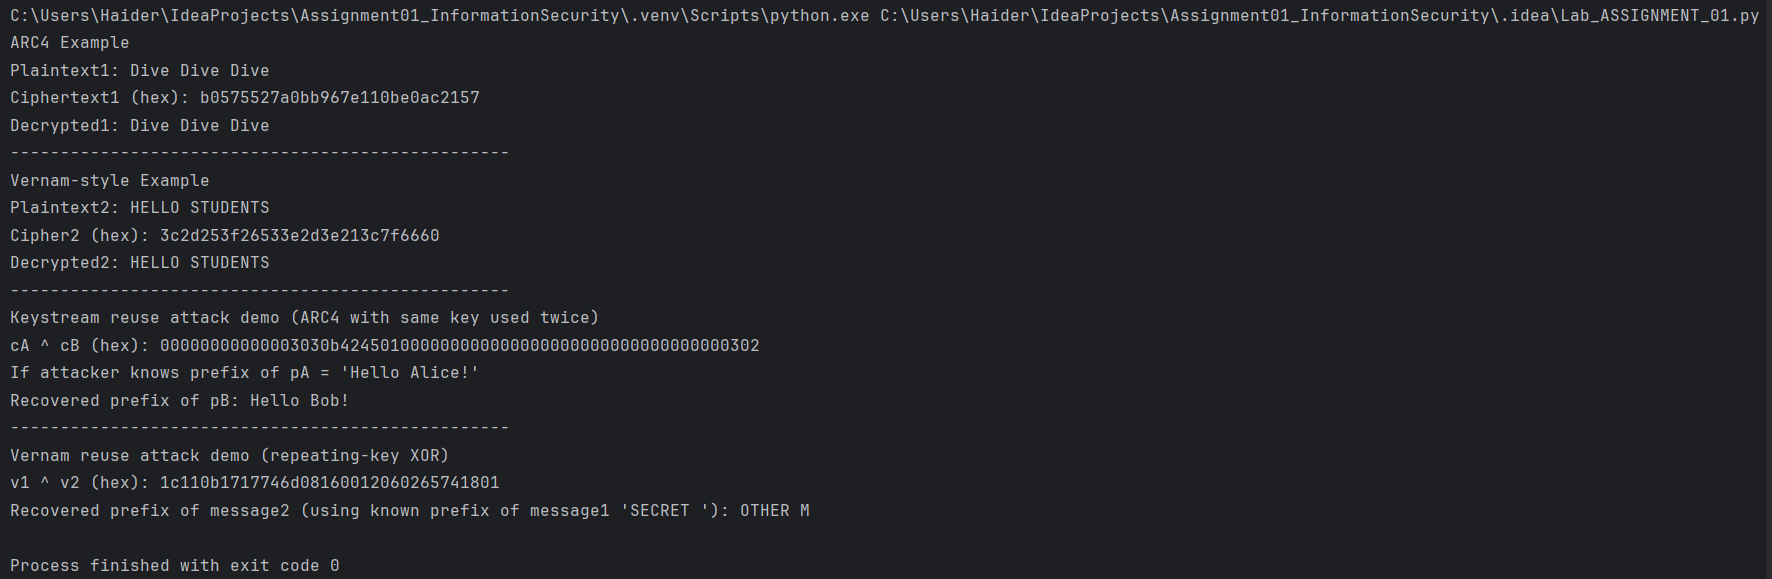 C:\Users\Haider\IdeaProjects\Assignment01_InformationSecurity\.venv\Scripts\python.exe C:\Users\Haider\IdeaProjects\Assignment01_InformationSecurity\.idea\Lab_ASSIGNMENT_01.py
ARC4 Example
Plaintext1: Dive Dive Dive
Ciphertext1 (hex): b0575527a0bb967e110be0ac2157
Decrypted1: Dive Dive Dive
--------------------------------------------------
Vernam-style Example
Plaintext2: HELLO STUDENTS
Cipher2 (hex): 3c2d253f26533e2d3e213c7f6660
Decrypted2: HELLO STUDENTS
--------------------------------------------------
Keystream reuse attack demo (ARC4 with same key used twice)
cA ^ cB (hex): 00000000000003030b4245010000000000000000000000000000000000302
If attacker knows prefix of pA = 'Hello Alice!'
Recovered prefix of pB: Hello Bob!
--------------------------------------------------
Vernam reuse attack demo (repeating-key XOR)
v1 ^ v2 (hex): 1c110b1717746d08160012060265741801
Recovered prefix of message2 (using known prefix of message1 'SECRET '): OTHER M
Process finished with exit code 0